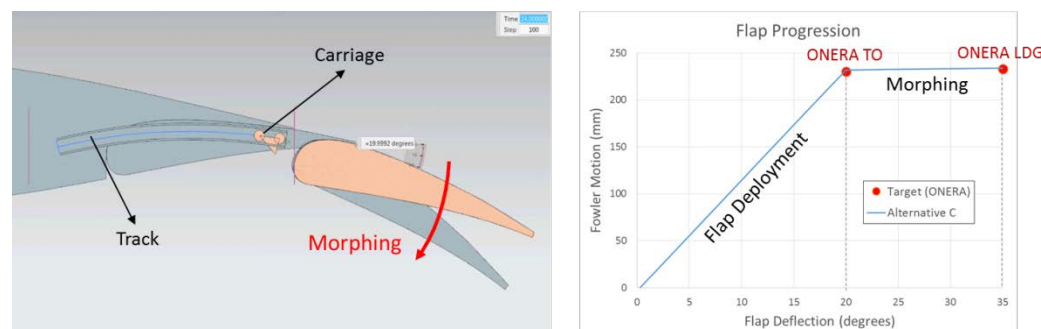 Time
Step 100
Carriage
Track
Morphing
Flap Progression
ONERA TO
ONERA LDG
Morphing
Flap Deployment
Target (ONERA)
Alternative C
Fowler Motion (mm)
250
200
150
100
50
0
0 5 10 15 20 25 30 35
Flap Deflection (degrees)